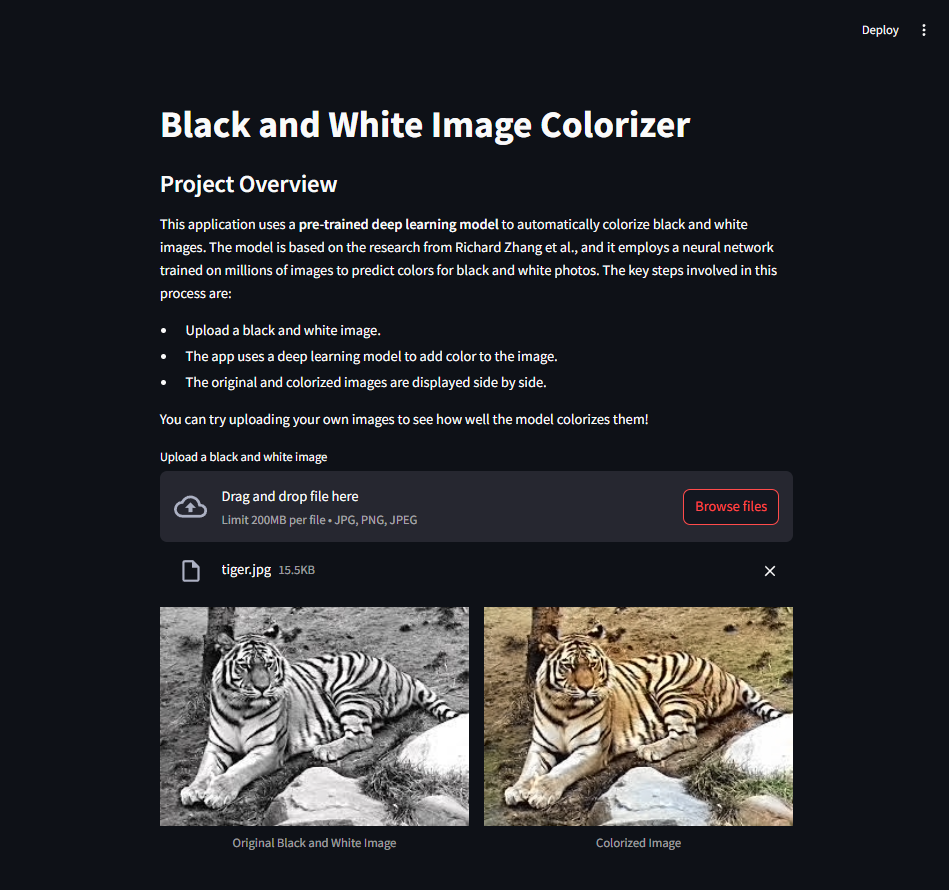 Deploy
Black and White Image Colorizer
Project Overview
This application uses a pre-trained deep learning model to automatically colorize black and white
images. The model is based on the research from Richard Zhang et al., and it employs a neural network
trained on millions of images to predict colors for black and white photos. The key steps involved in this
process are:
• Upload a black and white image.
• The app uses a deep learning model to add color to the image.
• The original and colorized images are displayed side by side.
You can try uploading your own images to see how well the model colorizes them!
Upload a black and white image
Drag and drop file here
Limit 200MB per file • JPG, PNG, JPEG
Browse files
tiger.jpg 15.5KB
Original Black and White Image
Colorized Image